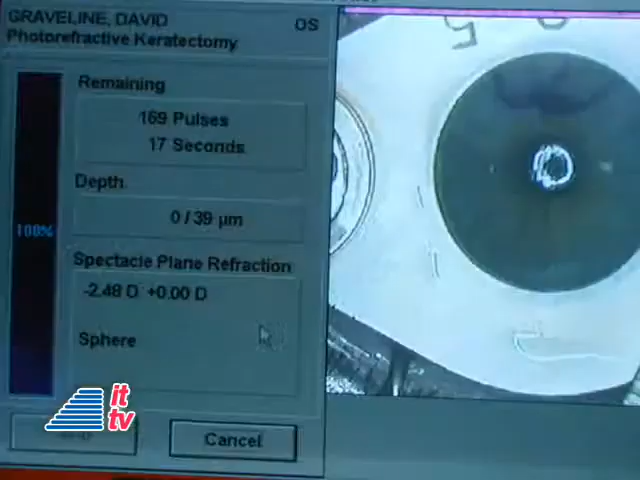 GRAVELINE, DAVID
OS
Photorefractive Keratectomy
Remaining
169 Pulses
17 Seconds
Depth
0 / 39 µm
100%
Spectacle Plane Refraction
-2.48 D +0.00 D
Sphere
Cancel
it
tv